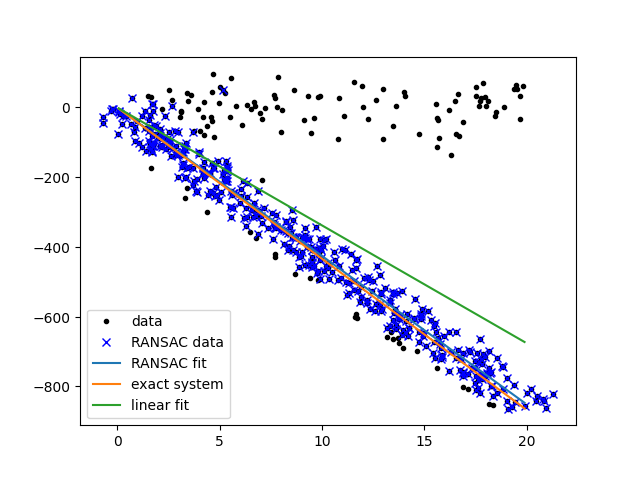 0
−200
−400
−600
−800
data
RANSAC data
RANSAC fit
exact system
linear fit
0 5 10 15 20